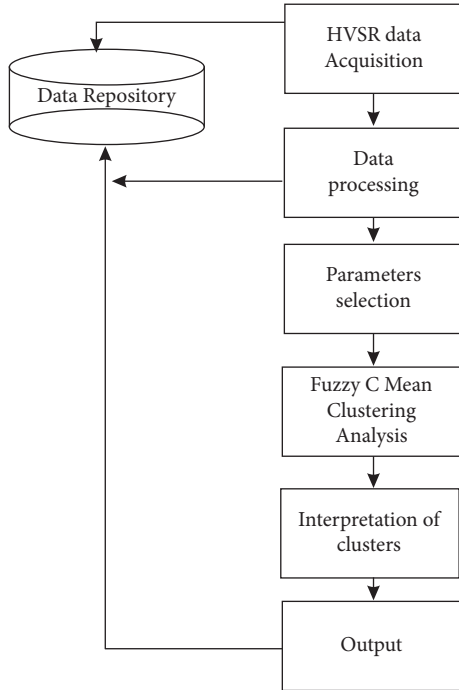 HVSR data
Acquisition
Data Repository
Data
processing
Parameters
selection
Fuzzy C Mean
Clustering
Analysis
Interpretation of
clusters
Output